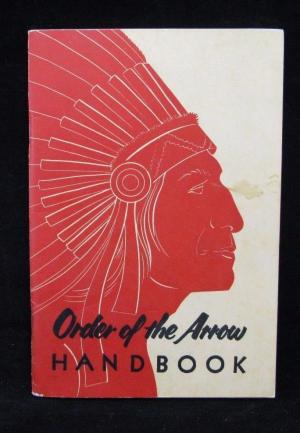 Order of the Arrow
HANDBOOK